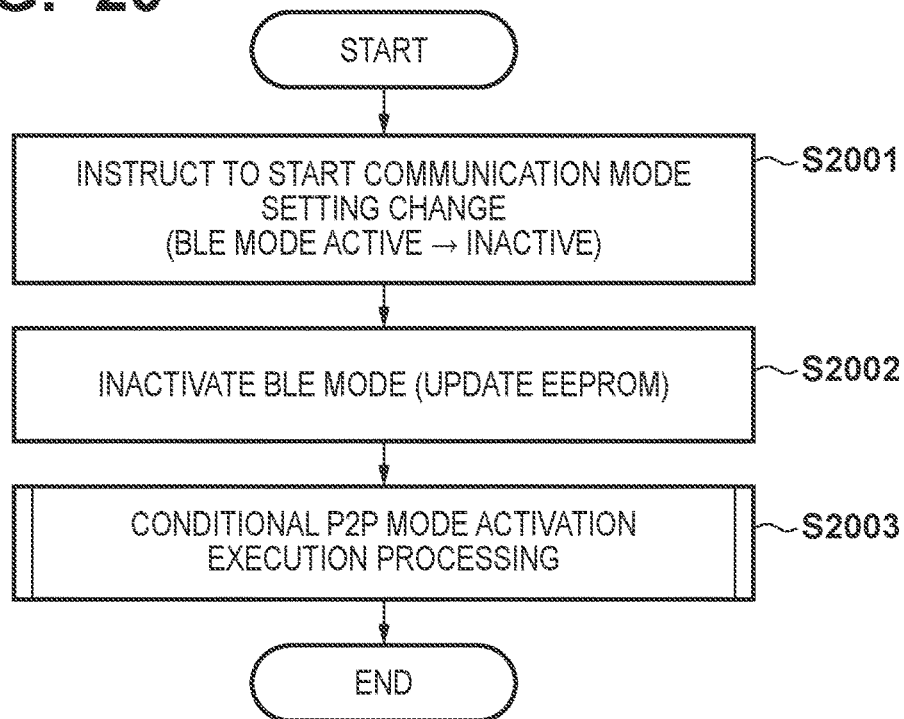 START
INSTRUCT TO START COMMUNICATION MODE
SETTING CHANGE
(BLE MODE ACTIVE → INACTIVE)
S2001
INACTIVATE BLE MODE (UPDATE EEPROM)
S2002
CONDITIONAL P2P MODE ACTIVATION
EXECUTION PROCESSING
S2003
END